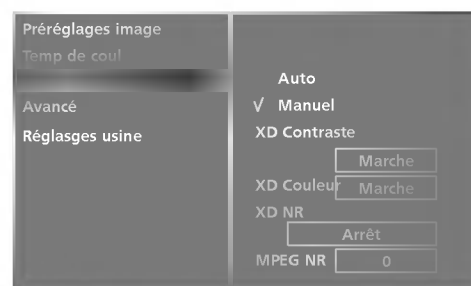 Préréglages image
Temp de coul
Avancé
Réglasges usine
Auto
√ Manuel
XD Contraste
Marche
XD Couleur Marche
XD NR
Arrêt
MPEG NR 0